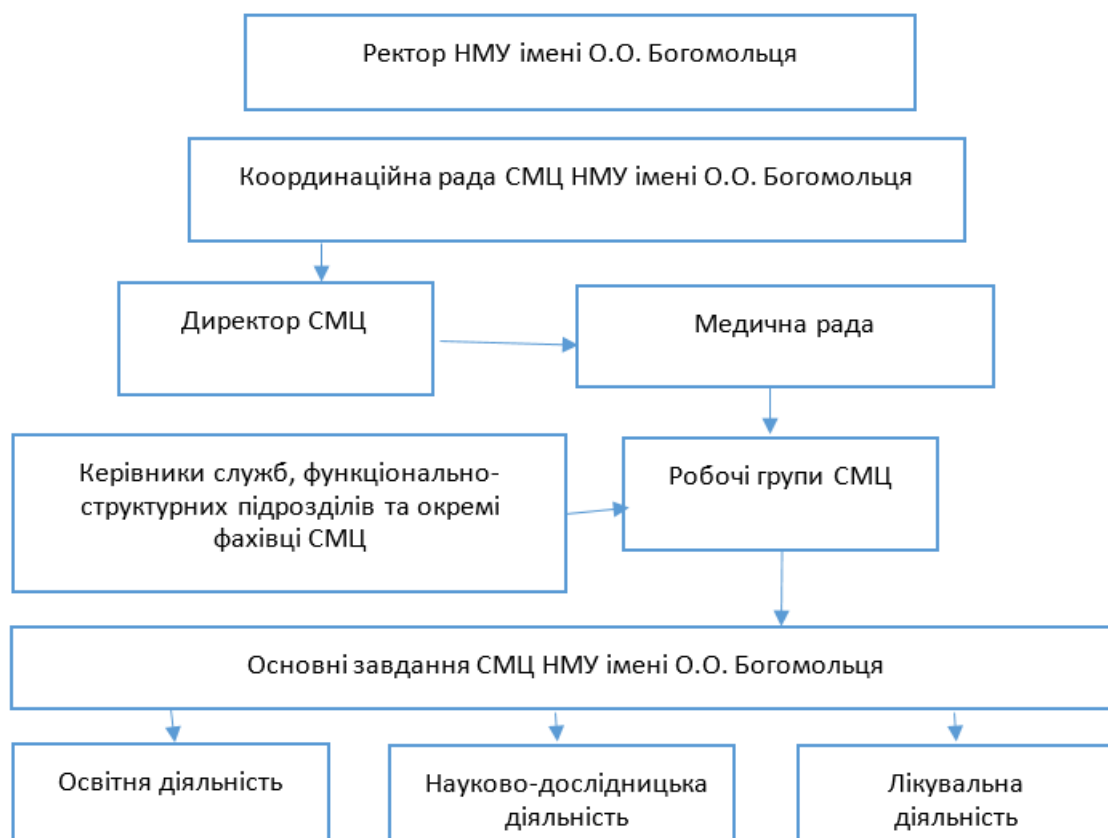 Ректор НМУ імені О.О. Богомольця
Координаційна рада СМЦ НМУ імені О.О. Богомольця
Директор СМЦ
Медична рада
Керівники служб, функціонально-
структурних підрозділів та окремі
фахівці СМЦ
Робочі групи СМЦ
Основні завдання СМЦ НМУ імені О.О. Богомольця
Освітня діяльність
Науково-дослідницька
діяльність
Лікувальна
діяльність